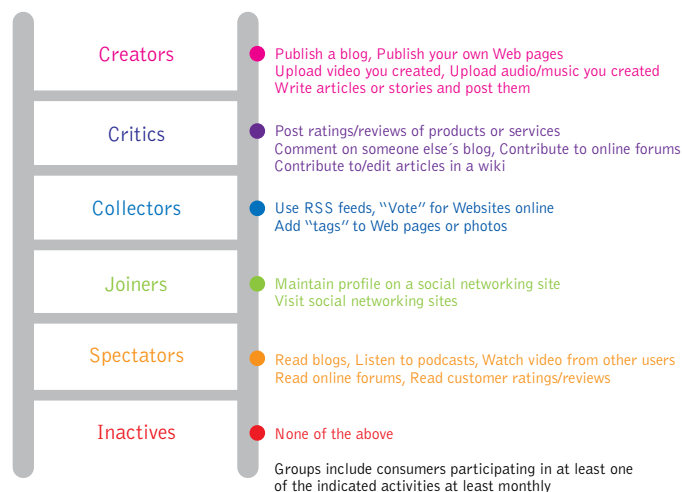 Creators
Publish a blog, Publish your own Web pages
Upload video you created, Upload audio/music you created
Write articles or stories and post them
Critics
Post ratings/reviews of products or services
Comment on someone else´s blog, Contribute to online forums
Contribute to/edit articles in a wiki
Collectors
Use RSS feeds, “Vote” for Websites online
Add “tags” to Web pages or photos
Joiners
Maintain profile on a social networking site
Visit social networking sites
Spectators
Read blogs, Listen to podcasts, Watch video from other users
Read online forums, Read customer ratings/reviews
Inactives
None of the above
Groups include consumers participating in at least one
of the indicated activities at least monthly